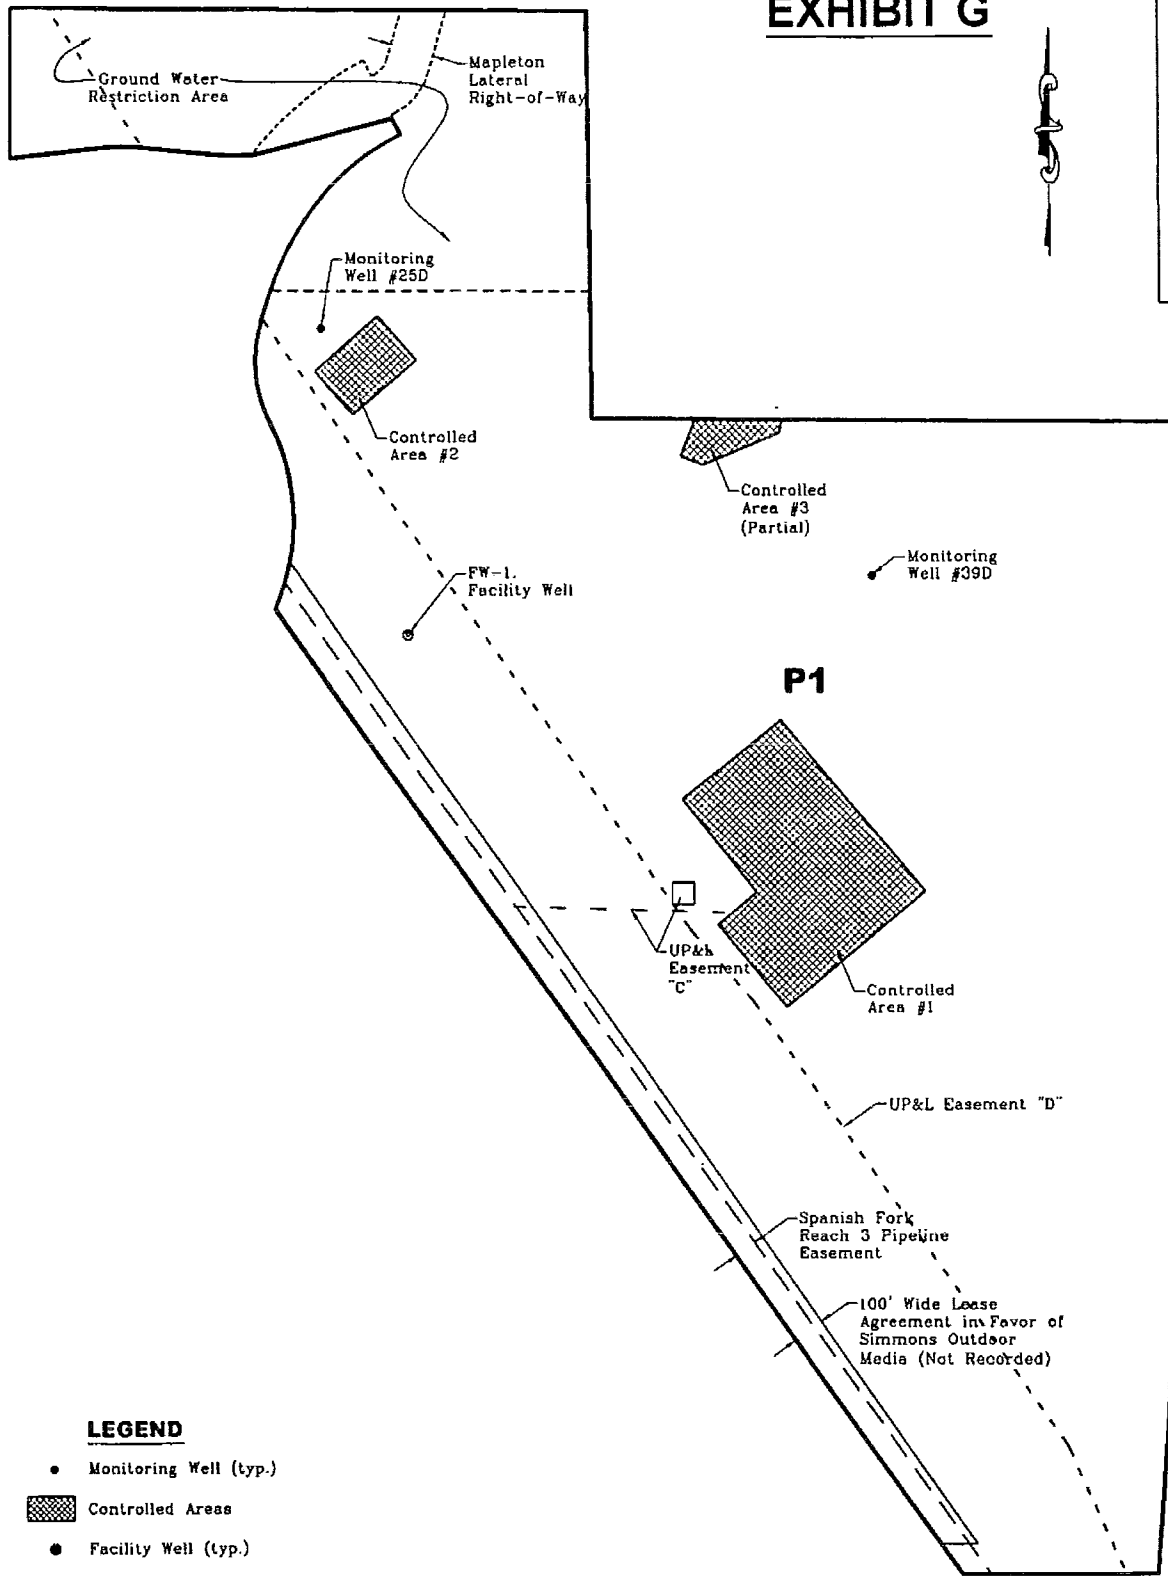 EXHIBIT G
Mapleton
Lateral
Right-of-Way
Ground Water
Restriction Area
Monitoring
Well #25D
Controlled
Area #2
Controlled
Area #3
(Partial)
Monitoring
Well #39D
FW-1.
Facility Well
P1
UP&L
Easement
"C"
Controlled
Area #1
UP&L Easement "D"
Spanish Fork
Reach 3 Pipeline
Easement
100' Wide Lease
Agreement in Favor of
Simmons Outdoor
Media (Not Recorded)
LEGEND
Monitoring Well (typ.)
Controlled Areas
Facility Well (typ.)